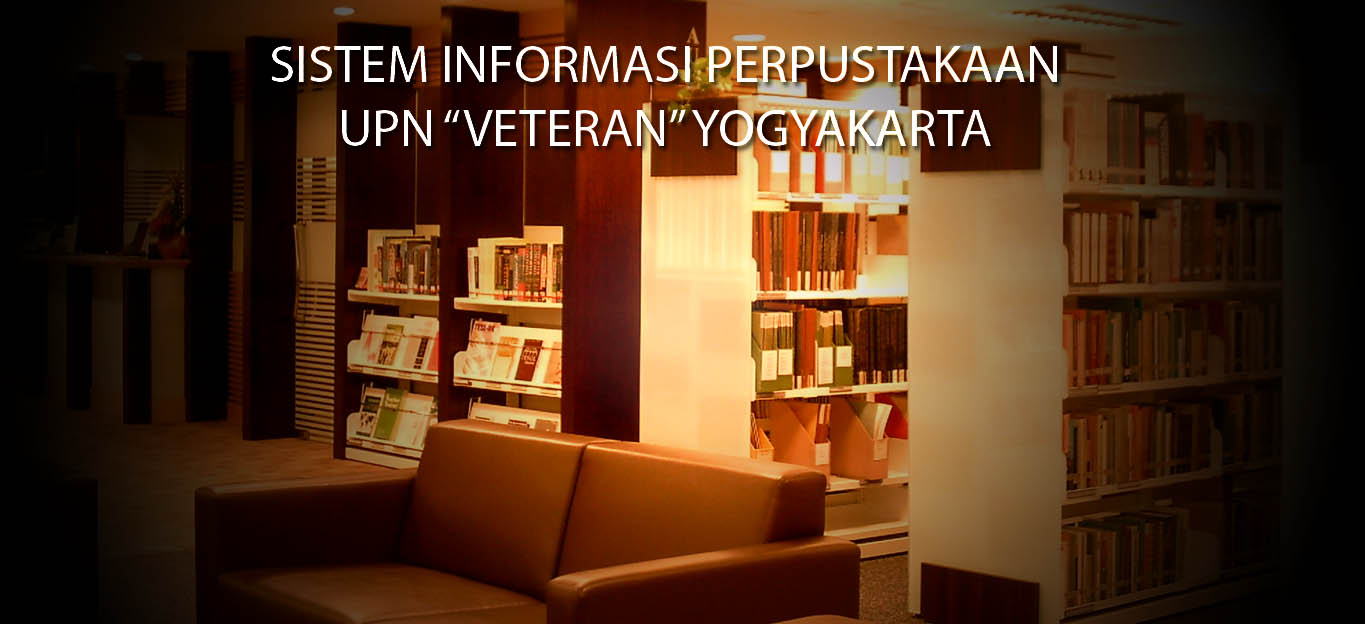 SISTEM INFORMASI PERPUSTAKAAN
UPN “VETERAN” YOGYAKARTA
A